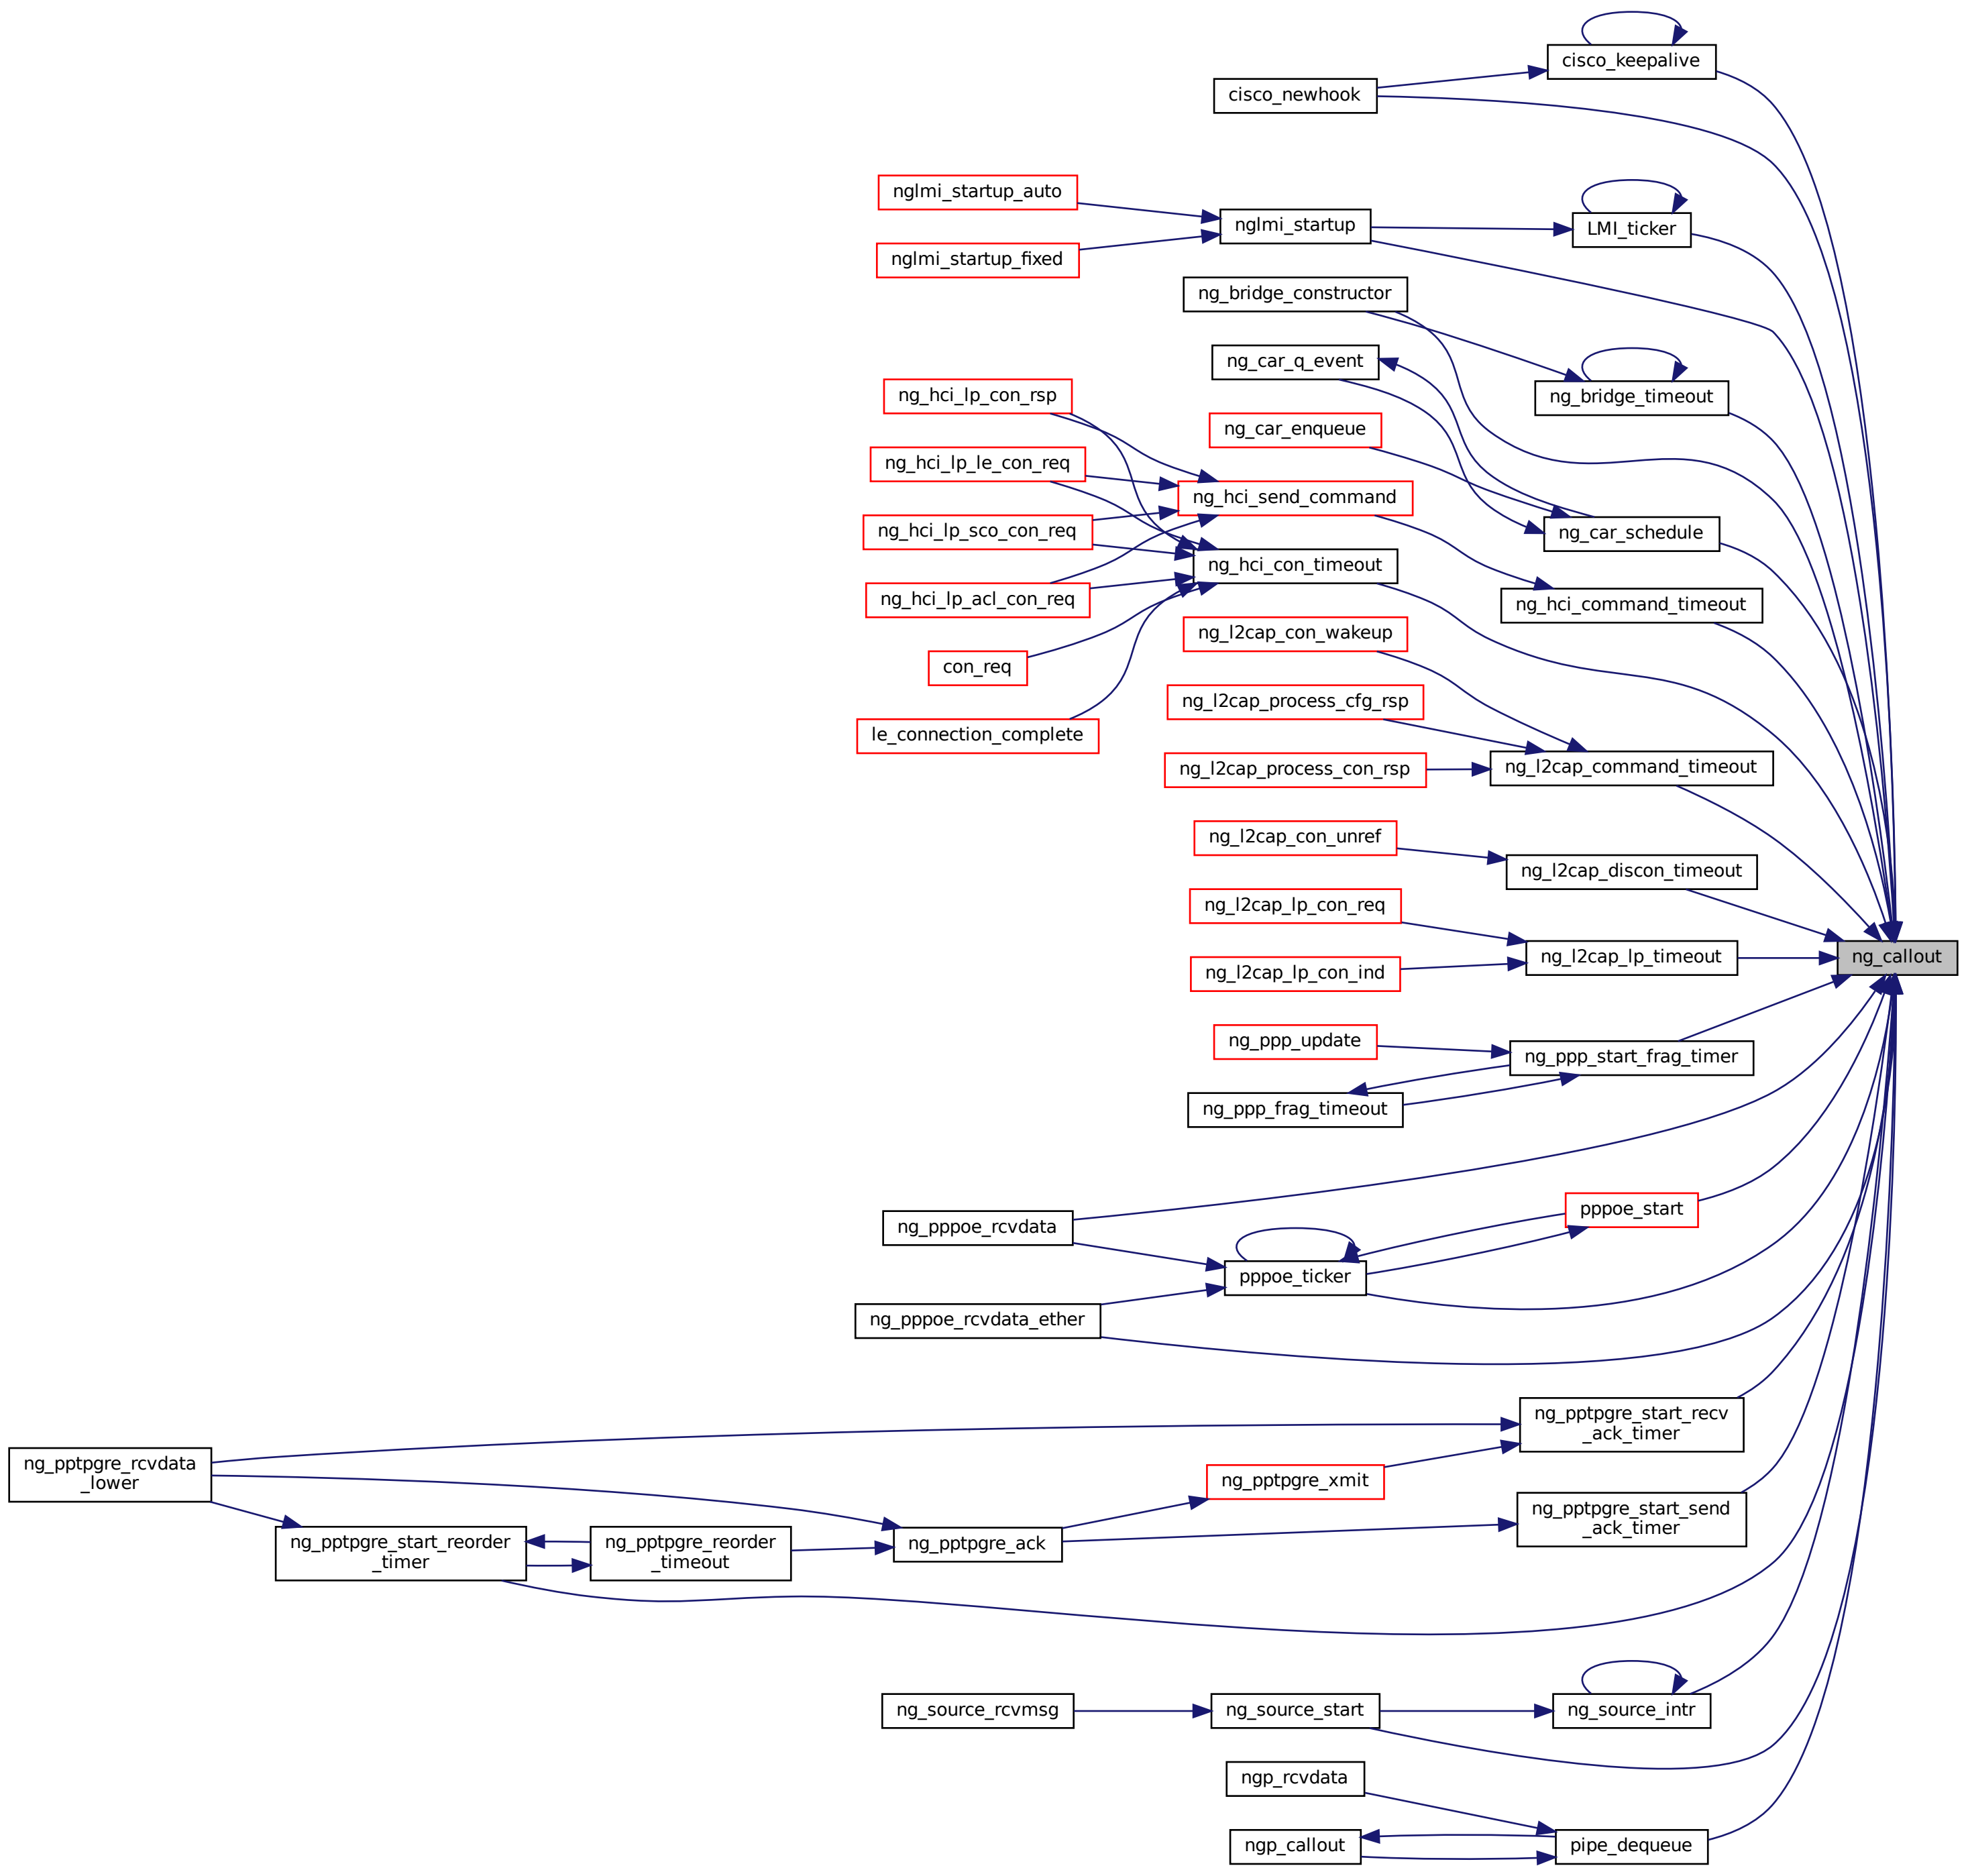 cisco_keepalive
cisco_newhook
nglmi_startup_auto
nglmi_startup
LMI_ticker
nglmi_startup_fixed
ng_bridge_constructor
ng_car_q_event
ng_bridge_timeout
ng_hci_lp_con_rsp
ng_car_enqueue
ng_hci_lp_le_con_req
ng_hci_send_command
ng_hci_lp_sco_con_req
ng_car_schedule
ng_hci_con_timeout
ng_hci_lp_acl_con_req
ng_hci_command_timeout
ng_l2cap_con_wakeup
con_req
ng_l2cap_process_cfg_rsp
le_connection_complete
ng_l2cap_process_con_rsp
ng_l2cap_command_timeout
ng_l2cap_con_unref
ng_l2cap_discon_timeout
ng_l2cap_lp_con_req
ng_l2cap_lp_timeout
ng_callout
ng_l2cap_lp_con_ind
ng_ppp_update
ng_ppp_start_frag_timer
ng_ppp_frag_timeout
pppoe_start
ng_pppoe_rcvdata
pppoe_ticker
ng_pppoe_rcvdata_ether
ng_pptpgre_start_recv
_ack_timer
ng_pptpgre_rcvdata
_lower
ng_pptpgre_xmit
ng_pptpgre_start_send
_ack_timer
ng_pptpgre_start_reorder
_timer
ng_pptpgre_reorder
_timeout
ng_pptpgre_ack
ng_source_rcvmsg
ng_source_start
ng_source_intr
ngp_rcvdata
ngp_callout
pipe_dequeue